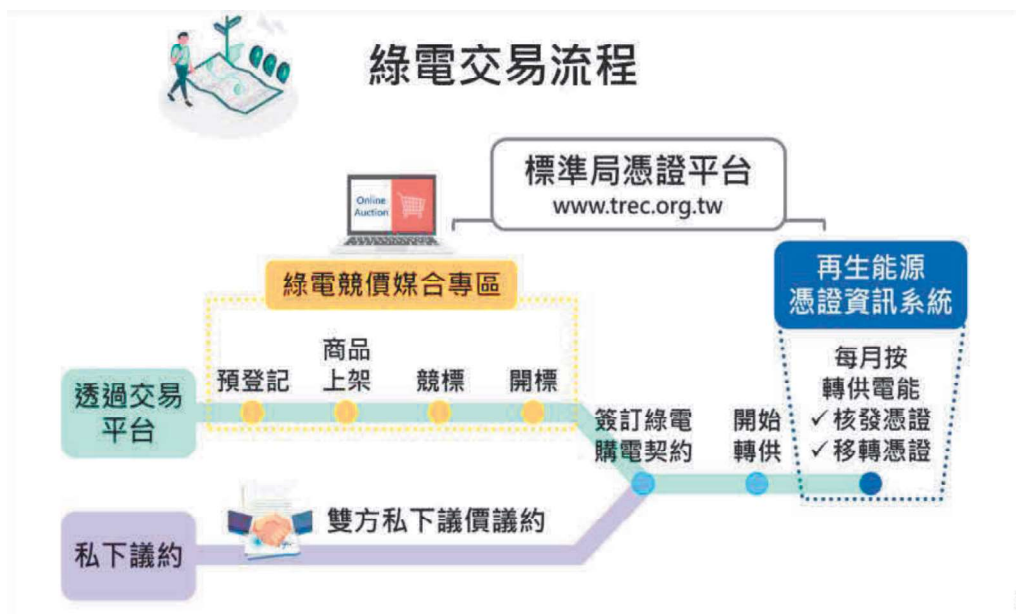 綠電交易流程
標準局憑證平台
www.trec.org.tw
Online
Auction
綠電競價媒合專區
再生能源
憑證資訊系統
透過交易
平台
預登記
商品
上架
競標
開標
簽訂綠電
購電契約
開始
轉供
每月按
轉供電能
✓核發憑證
✓移轉憑證
私下議約
雙方私下議價議約